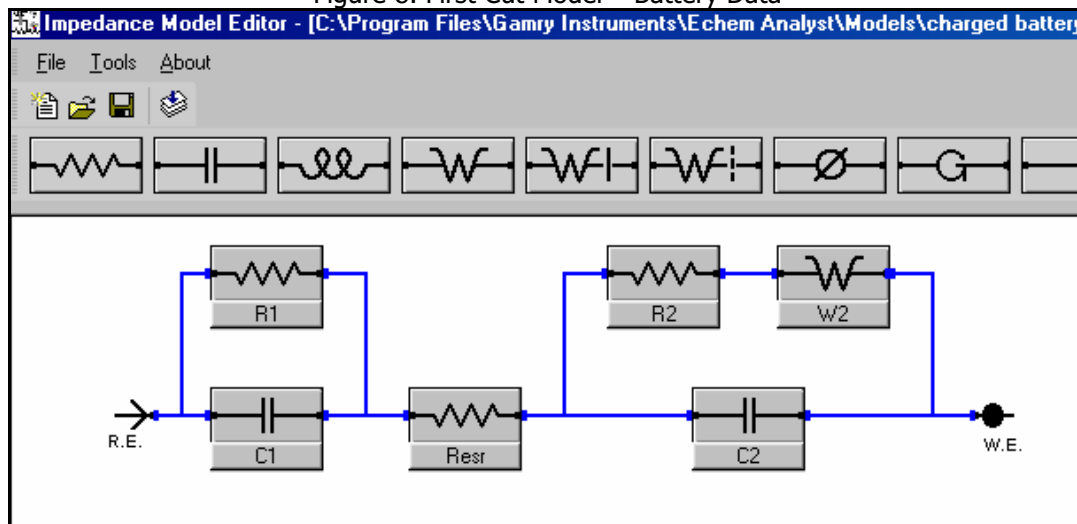 Figure 6. First Cut Model – Battery Data
Impedance Model Editor - [C:\Program Files\Gamry Instruments\Echem Analyst\Models\charged battery
File Tools About
W W W Ø G
R1 R2 W W2
R.E. C1 Resr C2 W.E.